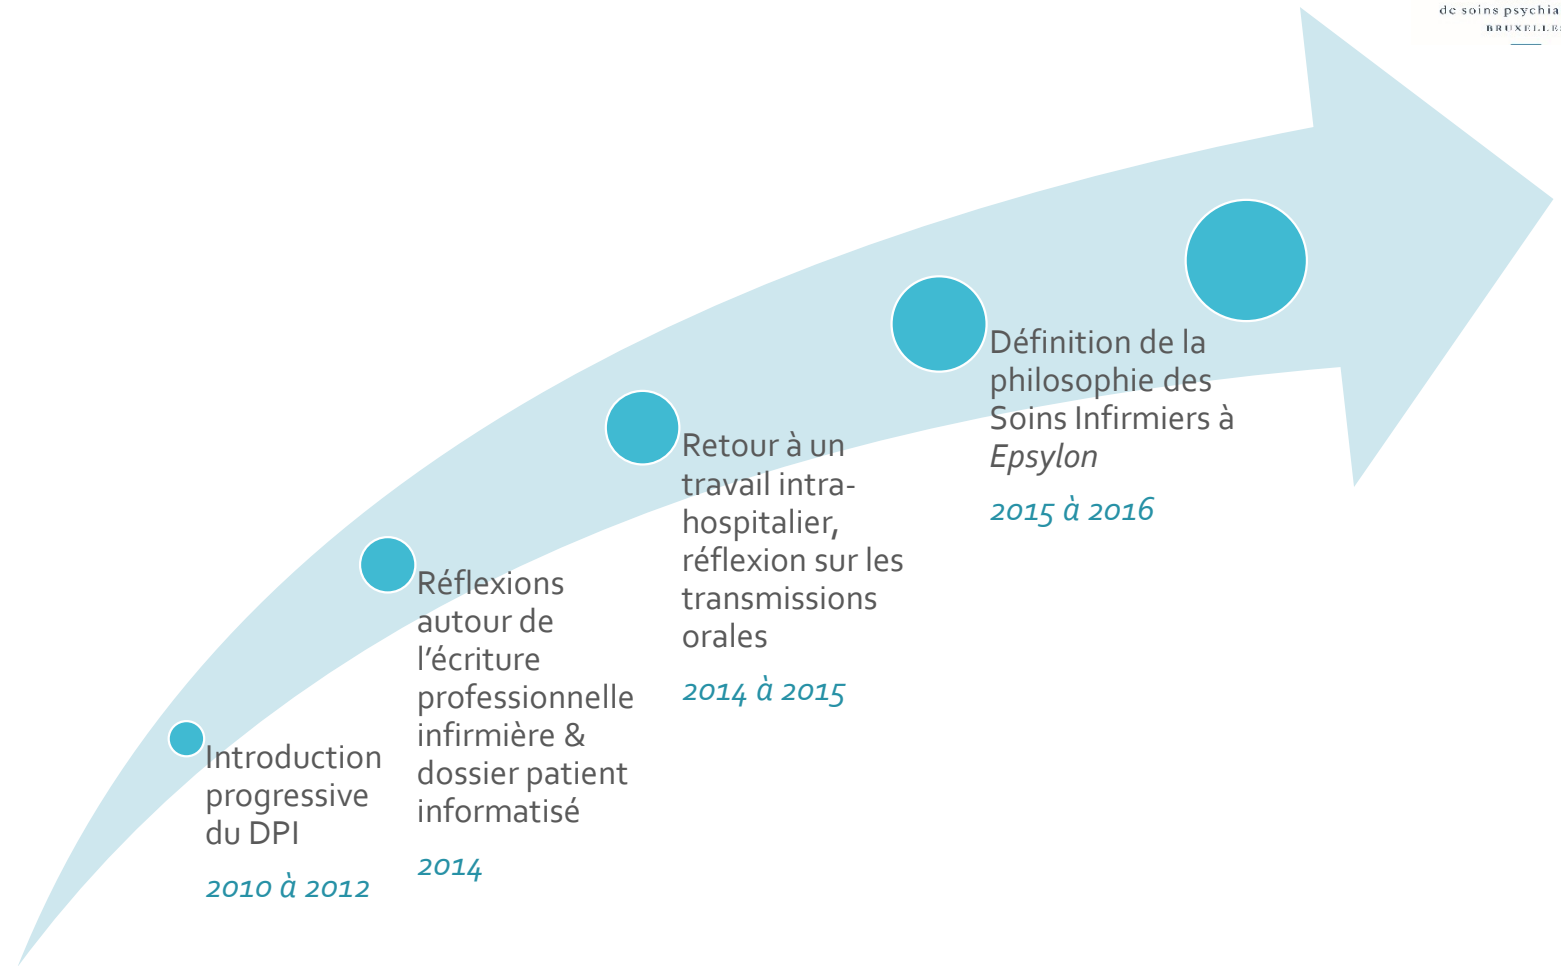 de soins psychia
BRUXELLES
Définition de la
philosophie des
Soins Infirmiers à
Epsylon
2015 à 2016
Retour à un
travail intra-
hospitalier,
réflexion sur les
transmissions
orales
2014 à 2015
Réflexions
autour de
l’écriture
professionnelle
infirmière &
dossier patient
informatisé
2014
Introduction
progressive
du DPI
2010 à 2012